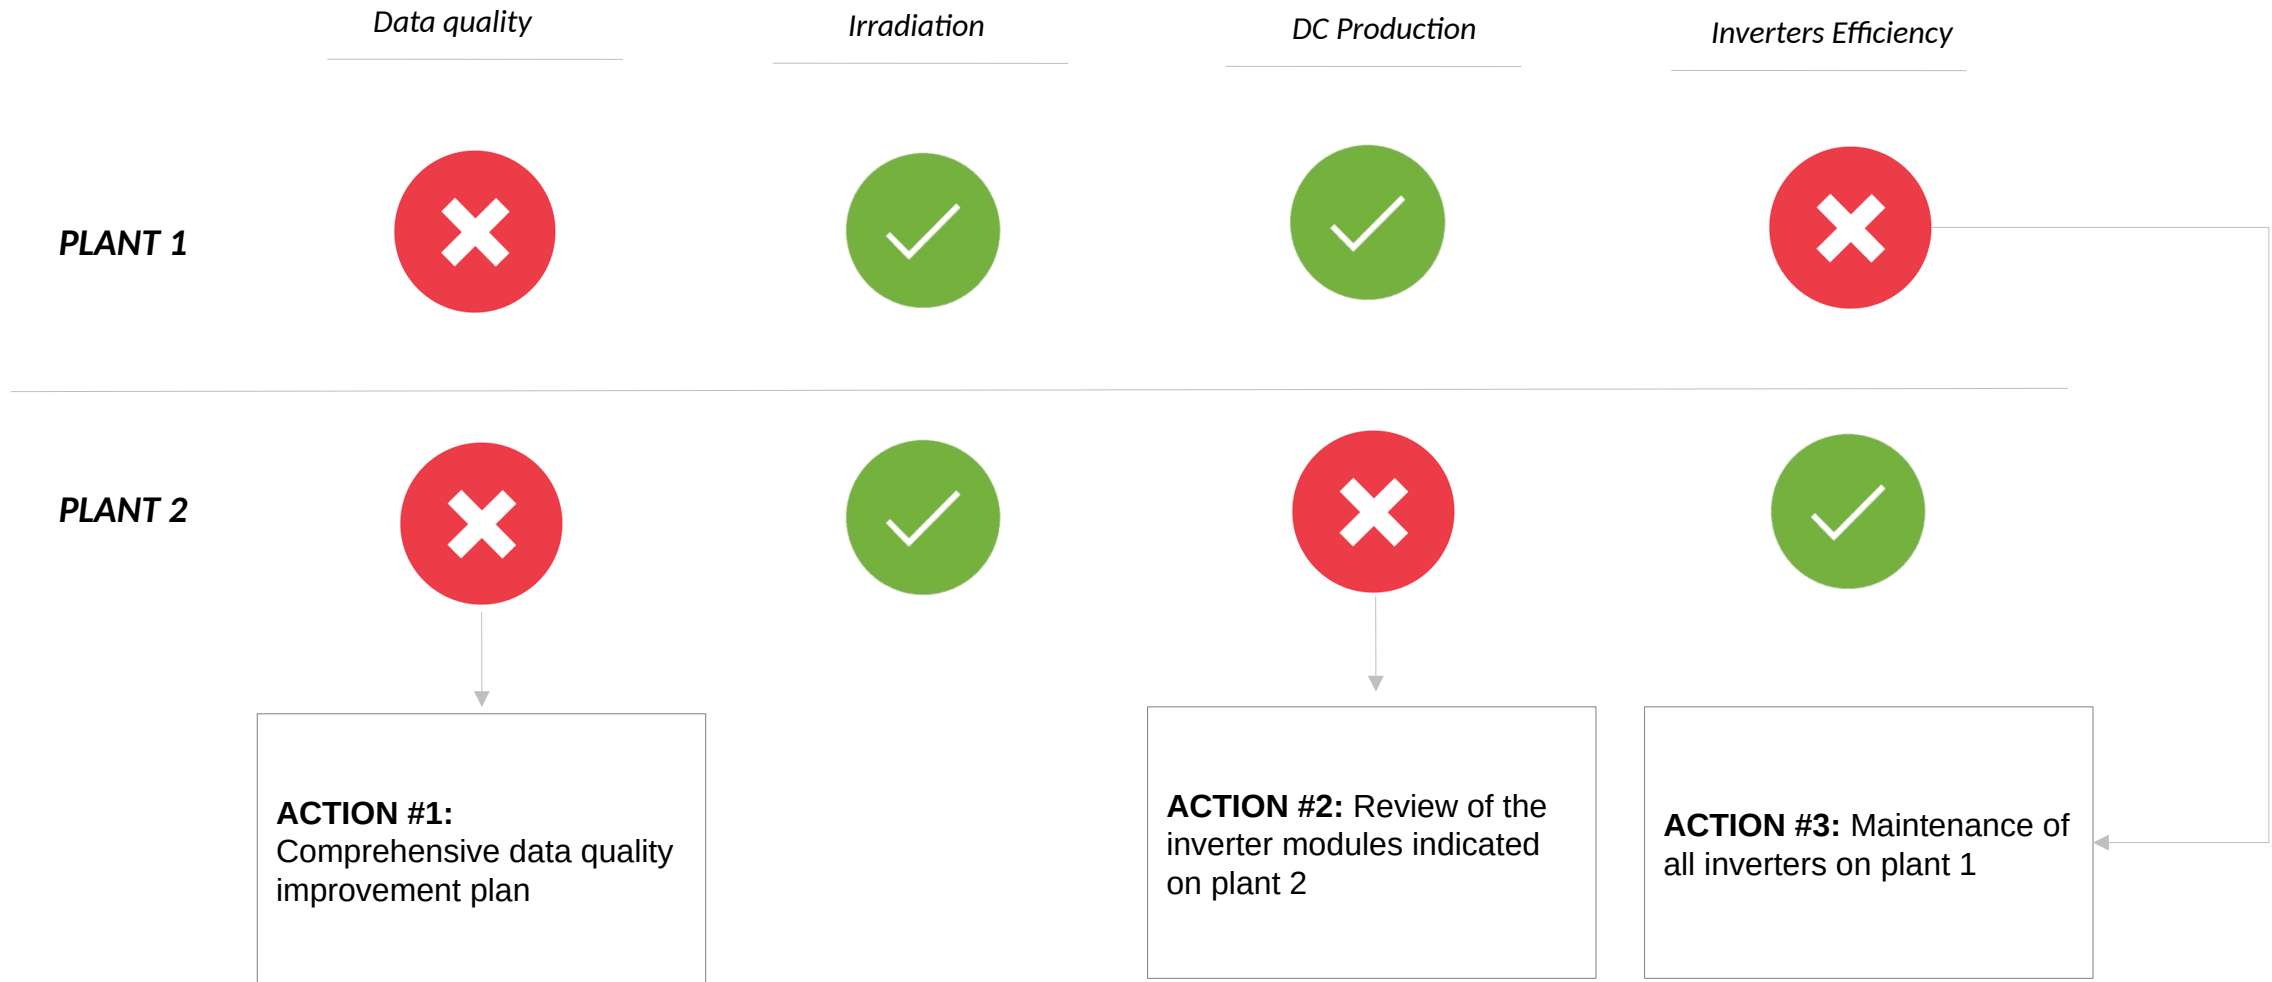 Data quality
Irradiation
DC Production
Inverters Efficiency
PLANT 1
PLANT 2
ACTION #1:
Comprehensive data quality
improvement plan
ACTION #2: Review of the
inverter modules indicated
on plant 2
ACTION #3: Maintenance of
all inverters on plant 1